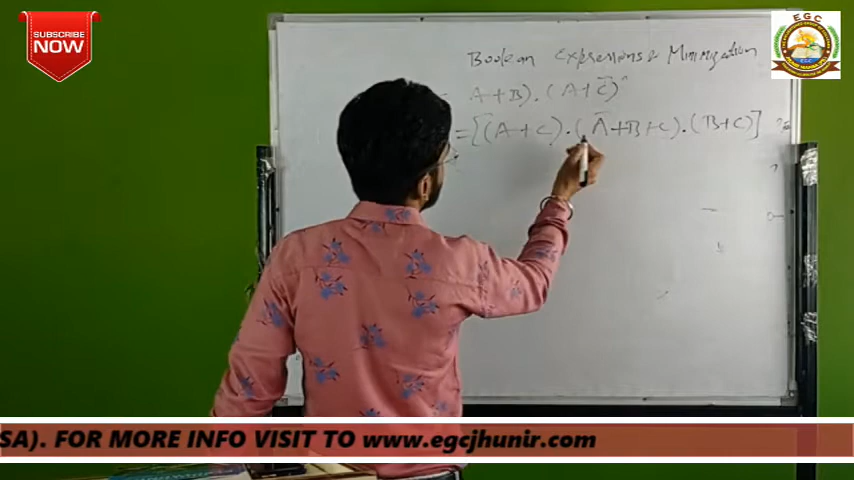 SUBSCRIBE
NOW
EGC
Boolean Expressions & Minimization
A+B).(A+C̅)
=[(A+C).(A̅+B+C).(B+C)]
SA). FOR MORE INFO VISIT TO www.egcjhunir.com